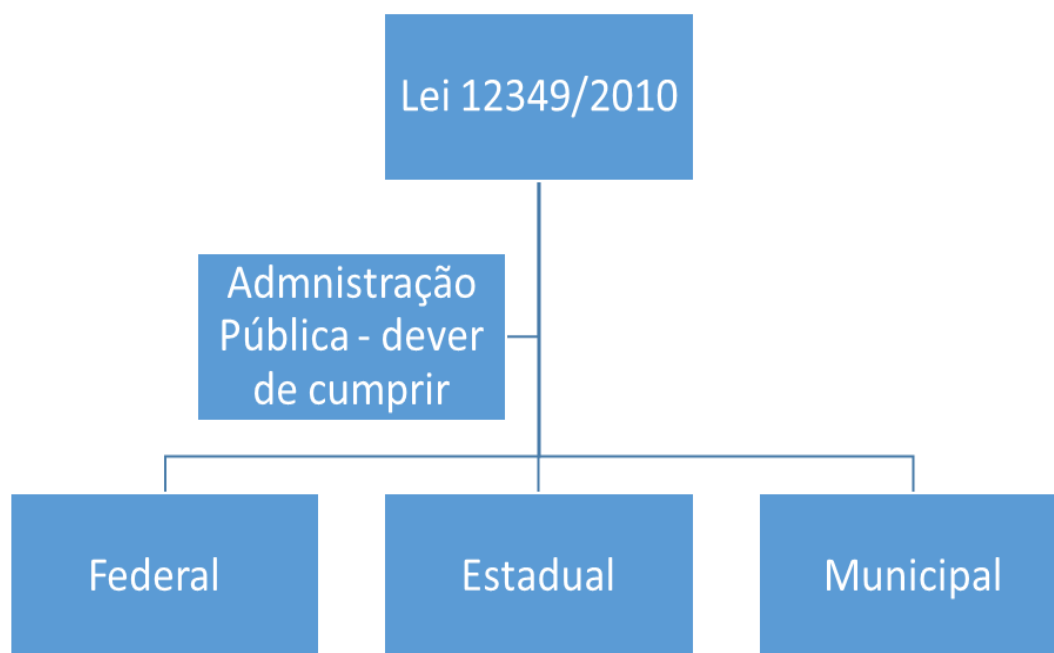 Lei 12349/2010
Admnistração
Pública - dever
de cumprir
Federal
Estadual
Municipal